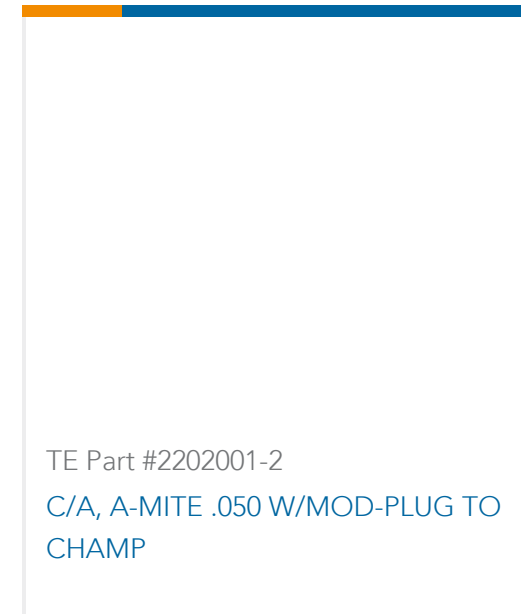 TE Part #2202001-2
C/A, A-MITE .050 W/MOD-PLUG TO
CHAMP